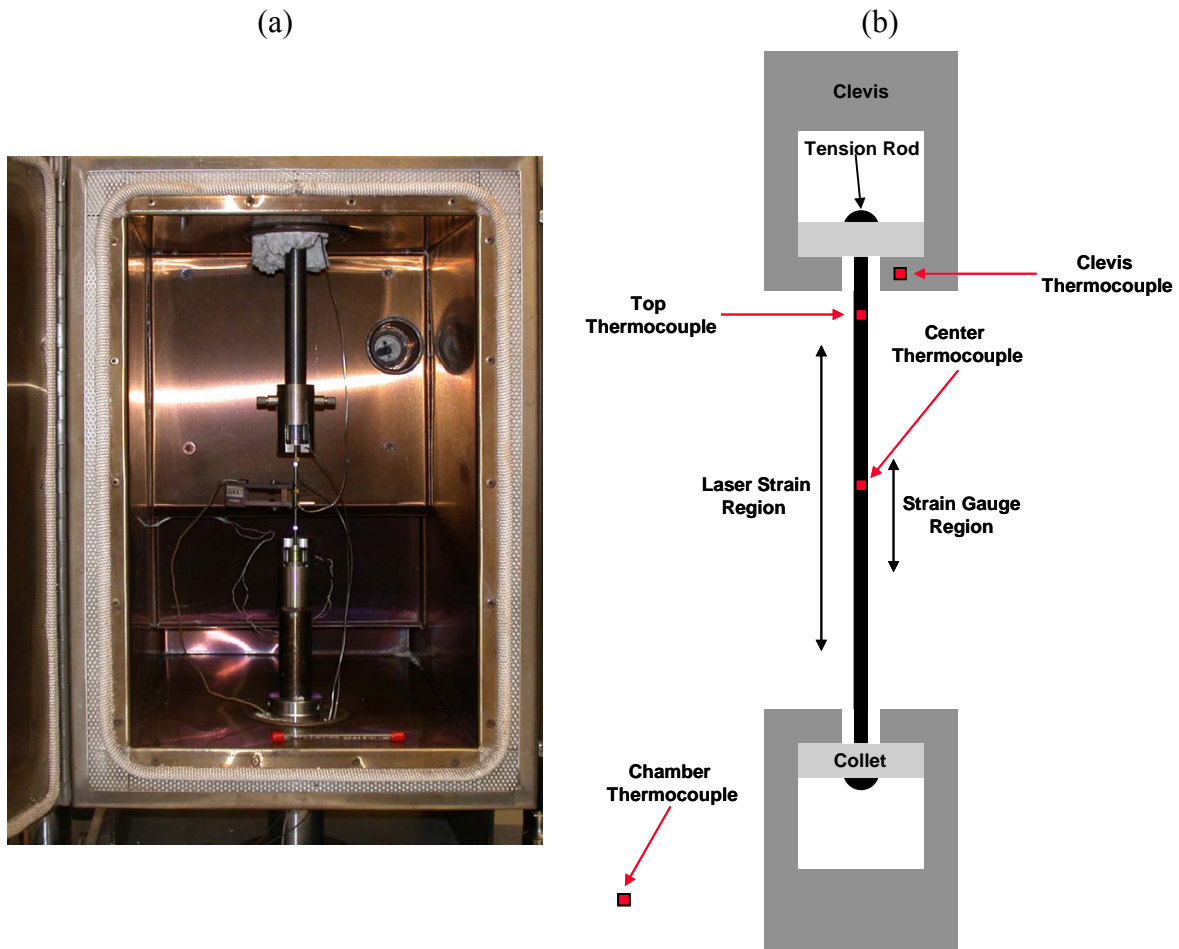 (a)
(b)
Clevis
Tension Rod
Clevis
Thermocouple
Top
Thermocouple
Center
Thermocouple
Laser Strain
Region
Strain Gauge
Region
Collet
Chamber
Thermocouple